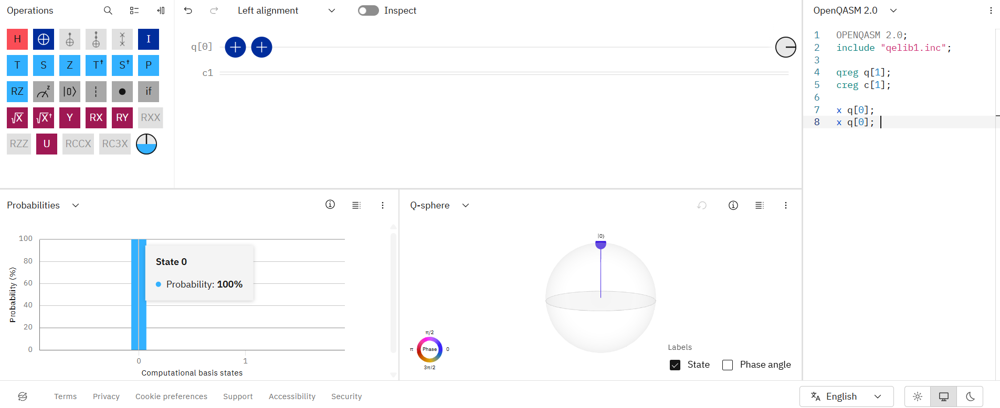 Operations
Left alignment
Inspect
OpenQASM 2.0
H
I
T
S
Z
T†
S†
P
RZ
z
|0⟩
if
√X
√X†
Y
RX
RY
RXX
RZZ
U
RCCX
RC3X
q[0]
c1
1 OPENQASM 2.0;
2 include "qelib1.inc";
3
4 qreg q[1];
5 creg c[1];
6
7 x q[0];
8 x q[0];
Probabilities
100
80
60
40
20
0
Probability (%)
State 0
Probability: 100%
0
1
Computational basis states
Q-sphere
|0⟩
π/2
π
Phase
0
3π/2
Labels
State
Phase angle
Terms
Privacy
Cookie preferences
Support
Accessibility
Security
English